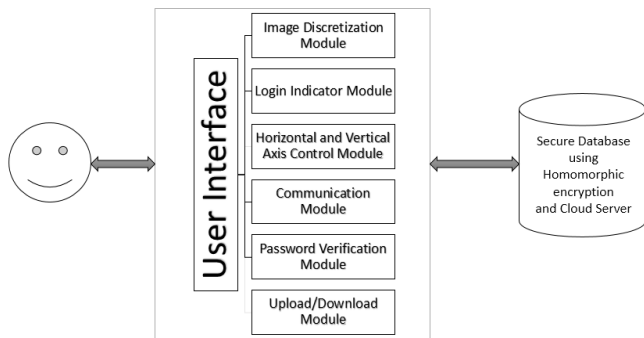 User Interface
Image Discretization
Module
Login Indicator Module
Horizontal and Vertical
Axis Control Module
Communication
Module
Password Verification
Module
Upload/Download
Module
Secure Database
using
Homomorphic
encryption
and Cloud Server